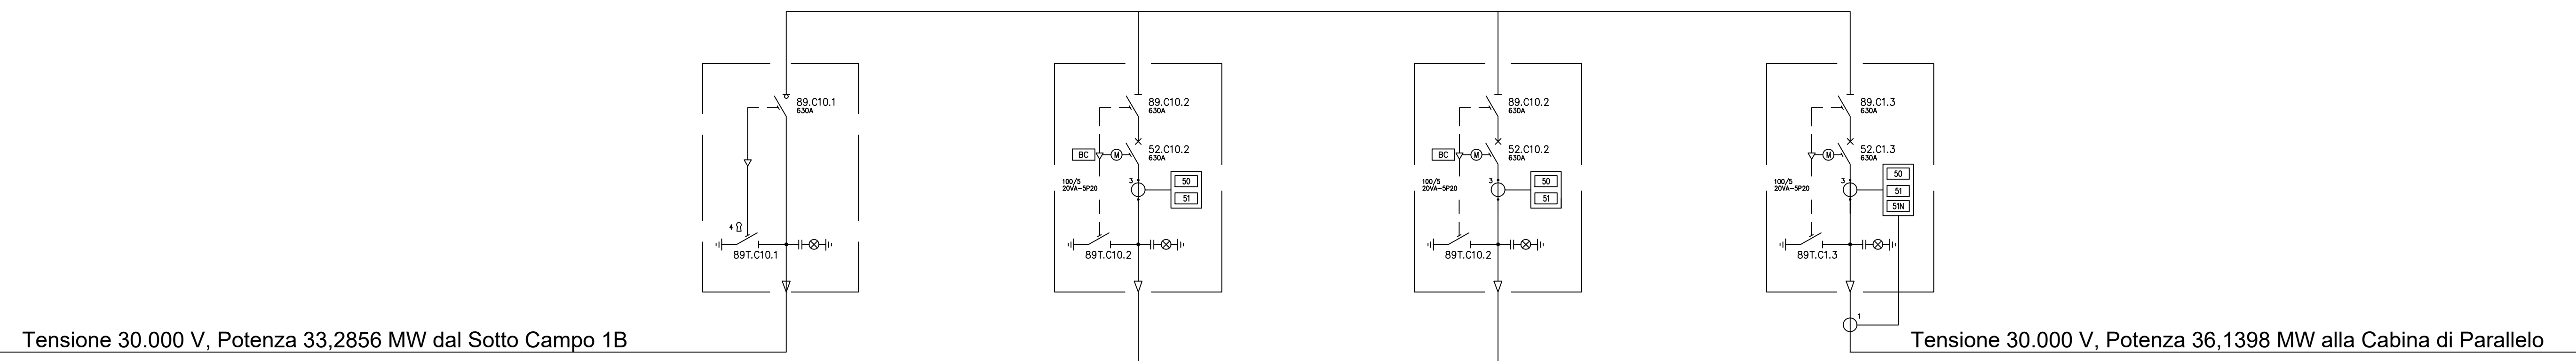 89.C10.1
630A
4
89T.C10.1
89.C10.2
630A
52.C10.2
630A
BC
M
100/5
20VA-5P20
3
50
51
89T.C10.2
89.C10.2
630A
52.C10.2
630A
BC
M
100/5
20VA-5P20
3
50
51
89T.C10.2
89.C1.3
630A
52.C1.3
630A
M
100/5
20VA-5P20
3
50
51
51N
89T.C1.3
1
Tensione 30.000 V, Potenza 33,2856 MW dal Sotto Campo 1B
Tensione 30.000 V, Potenza 36,1398 MW alla Cabina di Parallelo